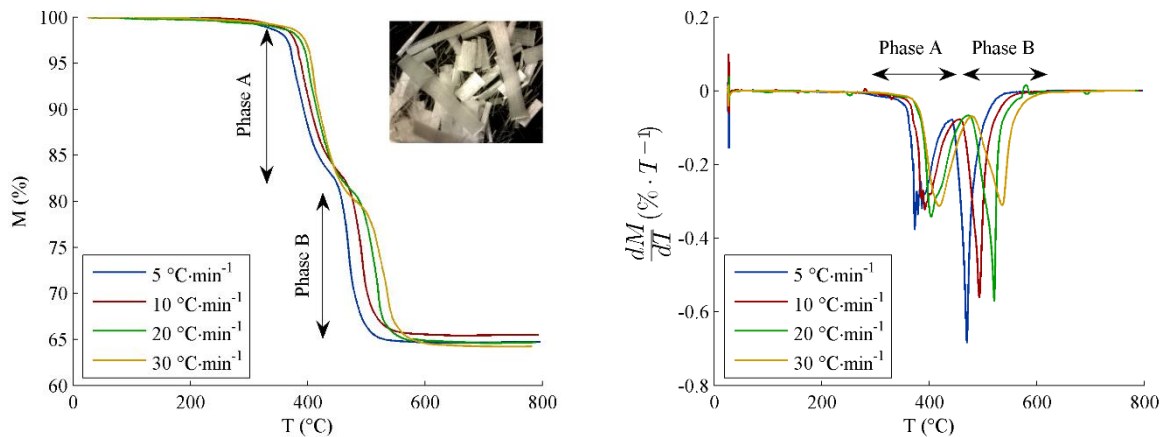 100
95
90
85
80
75
70
65
60
M (%)
Phase A
Phase B
5 °C·min⁻¹
10 °C·min⁻¹
20 °C·min⁻¹
30 °C·min⁻¹
0
200
400
600
800
T (°C)
Phase A
Phase B
0
-0.2
-0.4
-0.6
-0.8
dM/dT (% · T⁻¹)
5 °C·min⁻¹
10 °C·min⁻¹
20 °C·min⁻¹
30 °C·min⁻¹
0
200
400
600
800
T (°C)